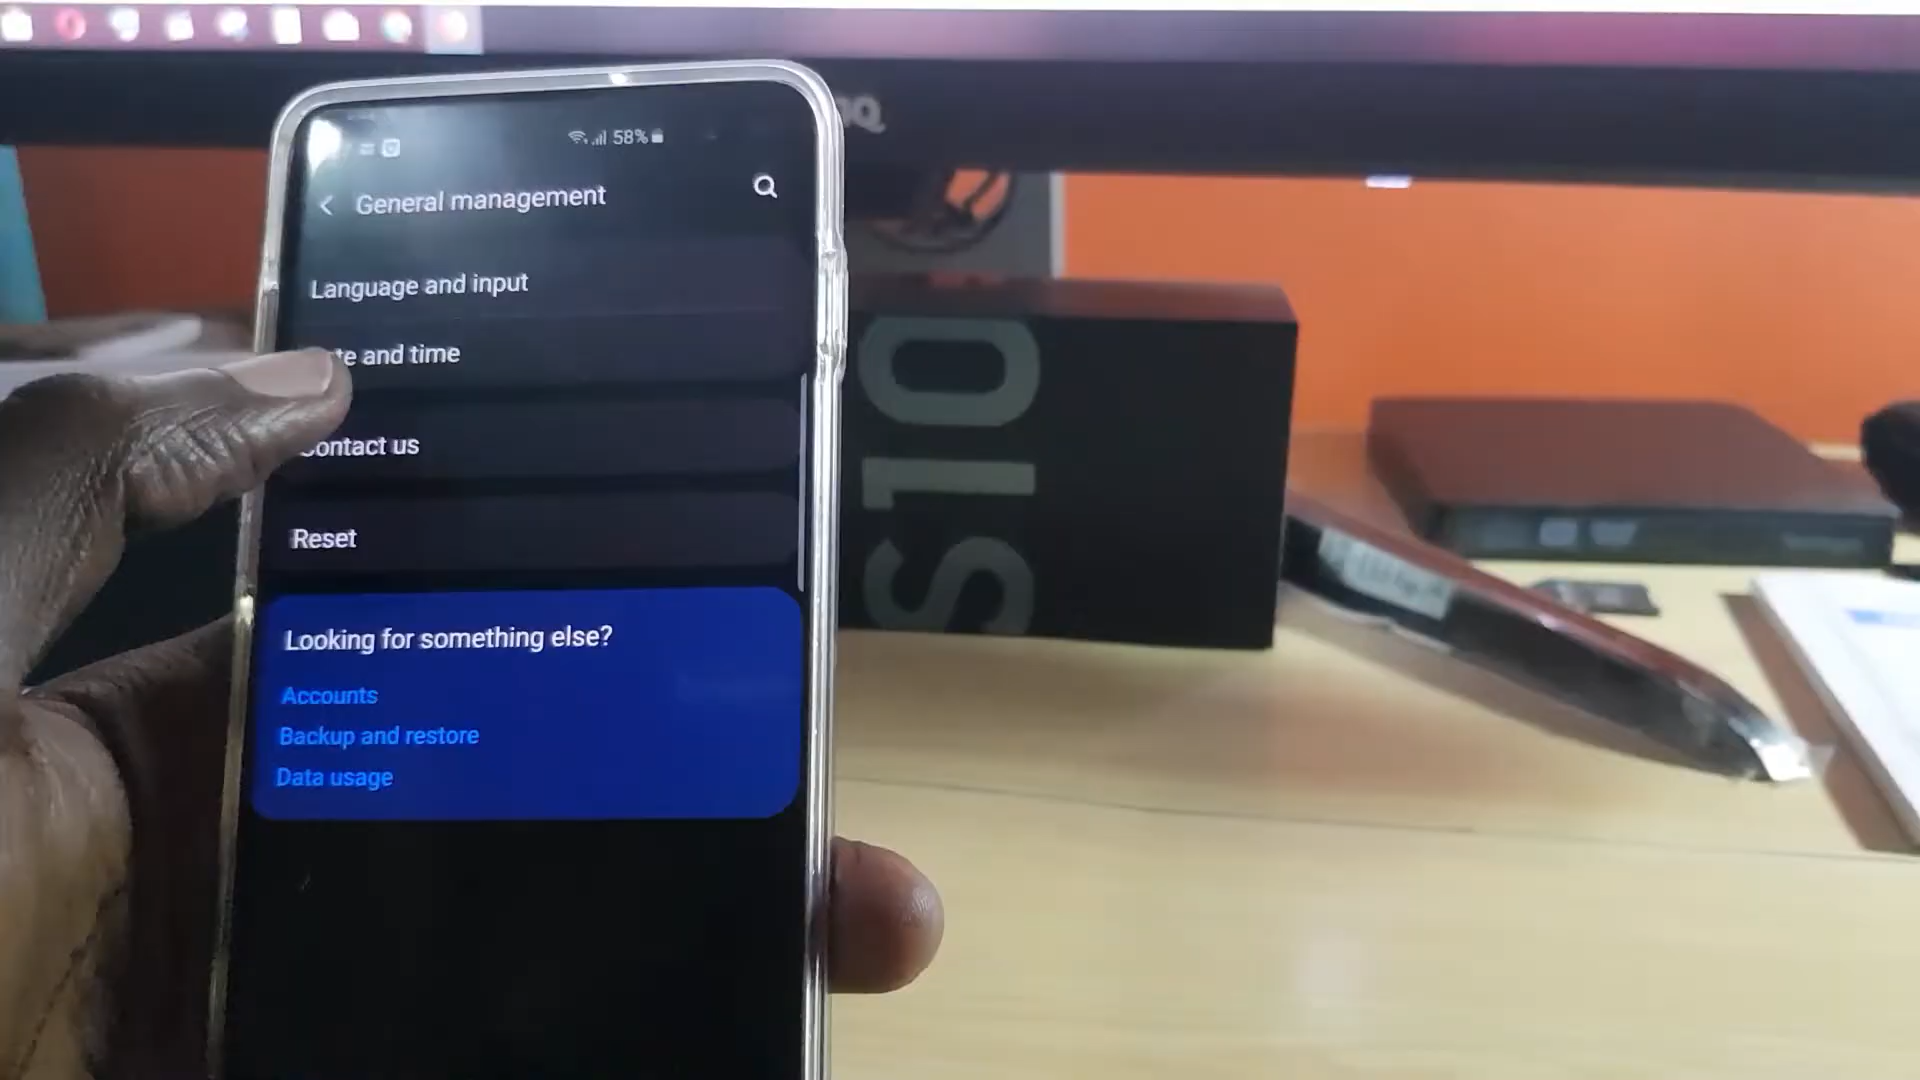 58%
General management
Language and input
te and time
ontact us
Reset
Looking for something else?
Accounts
Backup and restore
Data usage
S10